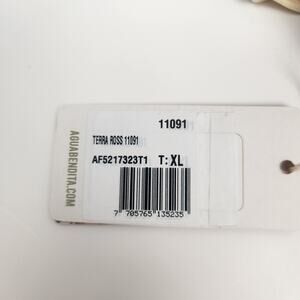 11091
TERRA ROSS 11091
AF5217323T1 T: XL
7 705765 135235
AGUABENDITA.COM